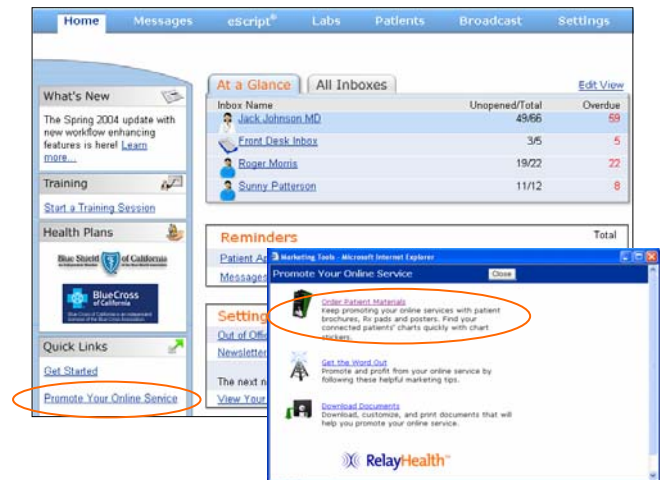 Home Messages eScript® Labs Patients Broadcast Settings
What's New
The Spring 2004 update with
new workflow enhancing
features is here! Learn
more...
Training
Start a Training Session
Health Plans
Blue Shield of California
BlueCross
of California
Quick Links
Get Started
Promote Your Online Service
At a Glance All Inboxes Edit View
Inbox Name Unopened/Total Overdue
Jack Johnson MD 49/66 59
Front Desk Inbox 3/5 5
Roger Morris 19/22 22
Sunny Patterson 11/12 8
Reminders Total
Patient Ap
Messages
Setting
Out of Offi
Newsletter
The next n
View Your
Marketing Tools - Microsoft Internet Explorer
Promote Your Online Service Close
Order Patient Materials
Keep promoting your online services with patient
brochures, Rx pads and posters. Find your
connected patients' charts quickly with chart
stickers.
Get the Word Out
Promote and profit from your online service by
following these helpful marketing tips.
Download Documents
Download, customize, and print documents that will
help you promote your online service.
RelayHealth™